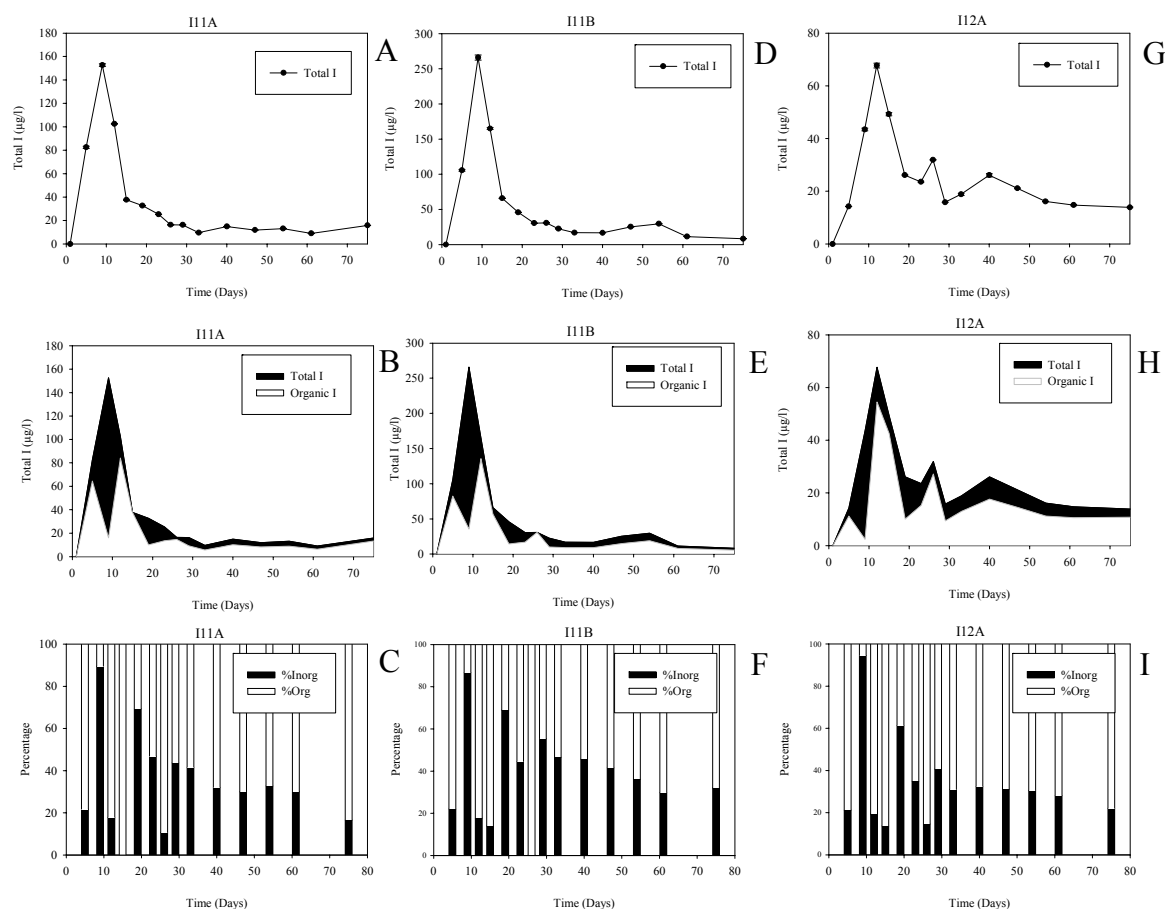 I11A
A
180
160
140
120
100
80
60
40
20
0
Total I (µg/l)
Total I
0 10 20 30 40 50 60 70
Time (Days)
I11B
D
300
250
200
150
100
50
0
Total I (µg/l)
Total I
0 10 20 30 40 50 60 70
Time (Days)
I12A
G
80
60
40
20
0
Total I (µg/l)
Total I
0 10 20 30 40 50 60 70
Time (Days)
I11A
B
180
160
140
120
100
80
60
40
20
0
Total I (µg/l)
Total I
Organic I
0 10 20 30 40 50 60 70
Time (Days)
I11B
E
300
250
200
150
100
50
0
Total I (µg/l)
Total I
Organic I
0 10 20 30 40 50 60 70
Time (Days)
I12A
H
80
60
40
20
0
Total I (µg/l)
Total I
Organic I
0 10 20 30 40 50 60 70
Time (Days)
I11A
C
100
80
60
40
20
0
Percentage
%Inorg
%Org
0 10 20 30 40 50 60 70 80
Time (Days)
I11B
F
100
80
60
40
20
0
Percentage
%Inorg
%Org
0 10 20 30 40 50 60 70 80
Time (Days)
I12A
I
100
80
60
40
20
0
Percentage
%Inorg
%Org
0 10 20 30 40 50 60 70 80
Time (Days)